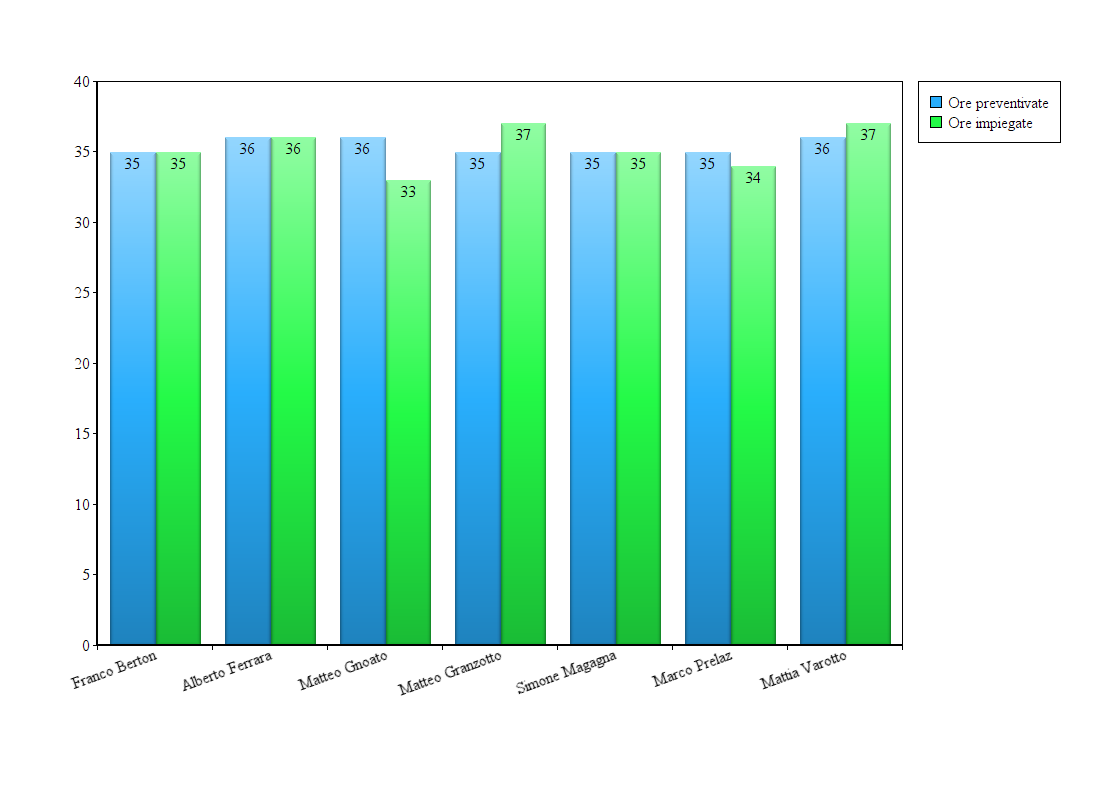 40
35
30
25
20
15
10
5
0
35 35 36 36 36 33 35 37 35 35 35 34 36 37
Franco Berton
Alberto Ferrara
Matteo Gnoato
Matteo Granzotto
Simone Magagna
Marco Prelaz
Mattia Varotto
Ore preventivate
Ore impiegate